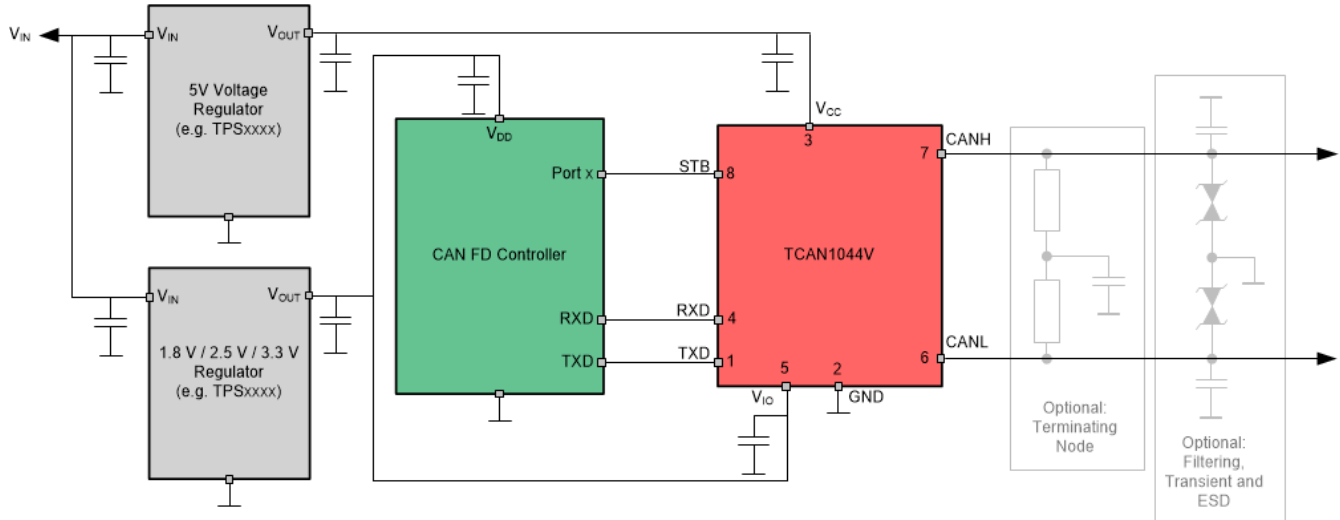 VIN
VIN
VOUT
5V Voltage
Regulator
(e.g. TPSxxxx)
VIN
VOUT
1.8 V / 2.5 V / 3.3 V
Regulator
(e.g. TPSxxxx)
VDD
Port x
CAN FD Controller
RXD
TXD
STB
RXD
TXD
VCC
3
8
TCAN1044V
4
1
5
2
7
6
VIO
GND
CANH
CANL
Optional:
Terminating
Node
Optional:
Filtering,
Transient and
ESD